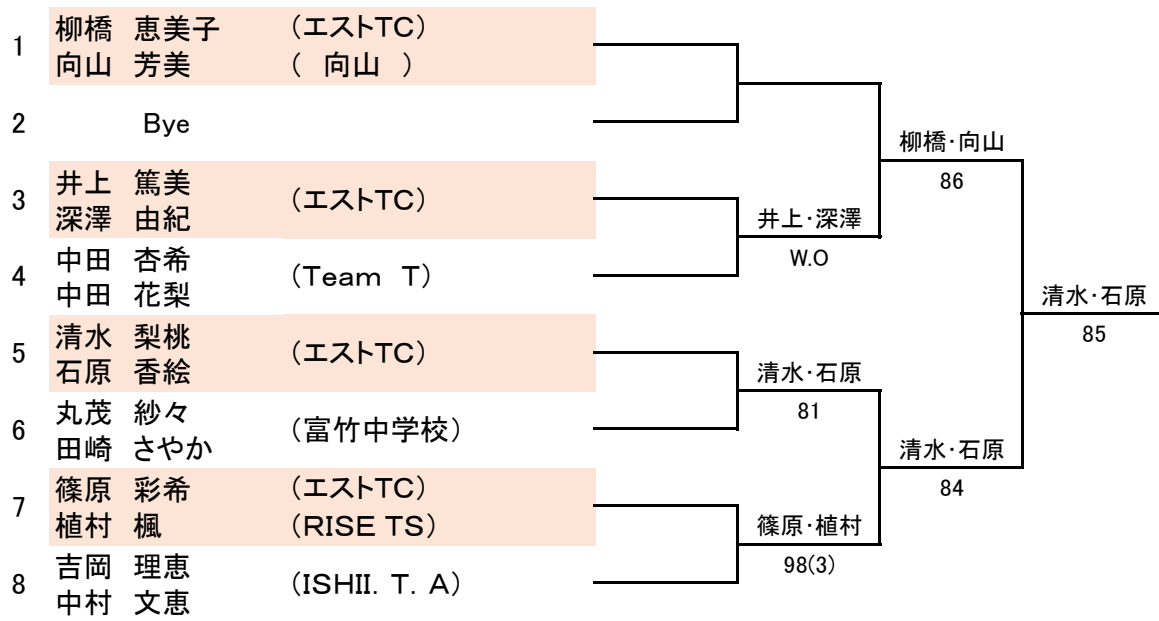 1 柳橋 恵美子 (エストTC)
向山 芳美 ( 向山 )
2 Bye
3 井上 篤美 (エストTC)
深澤 由紀
4 中田 杏希 (Team T)
中田 花梨
5 清水 梨桃 (エストTC)
石原 香絵
6 丸茂 紗々 (富竹中学校)
田崎 さやか
7 篠原 彩希 (エストTC)
植村 楓 (RISE TS)
8 吉岡 理恵 (ISHII. T. A)
中村 文恵
井上・深澤
W.O
清水・石原
81
篠原・植村
98(3)
柳橋・向山
86
清水・石原
84
清水・石原
85